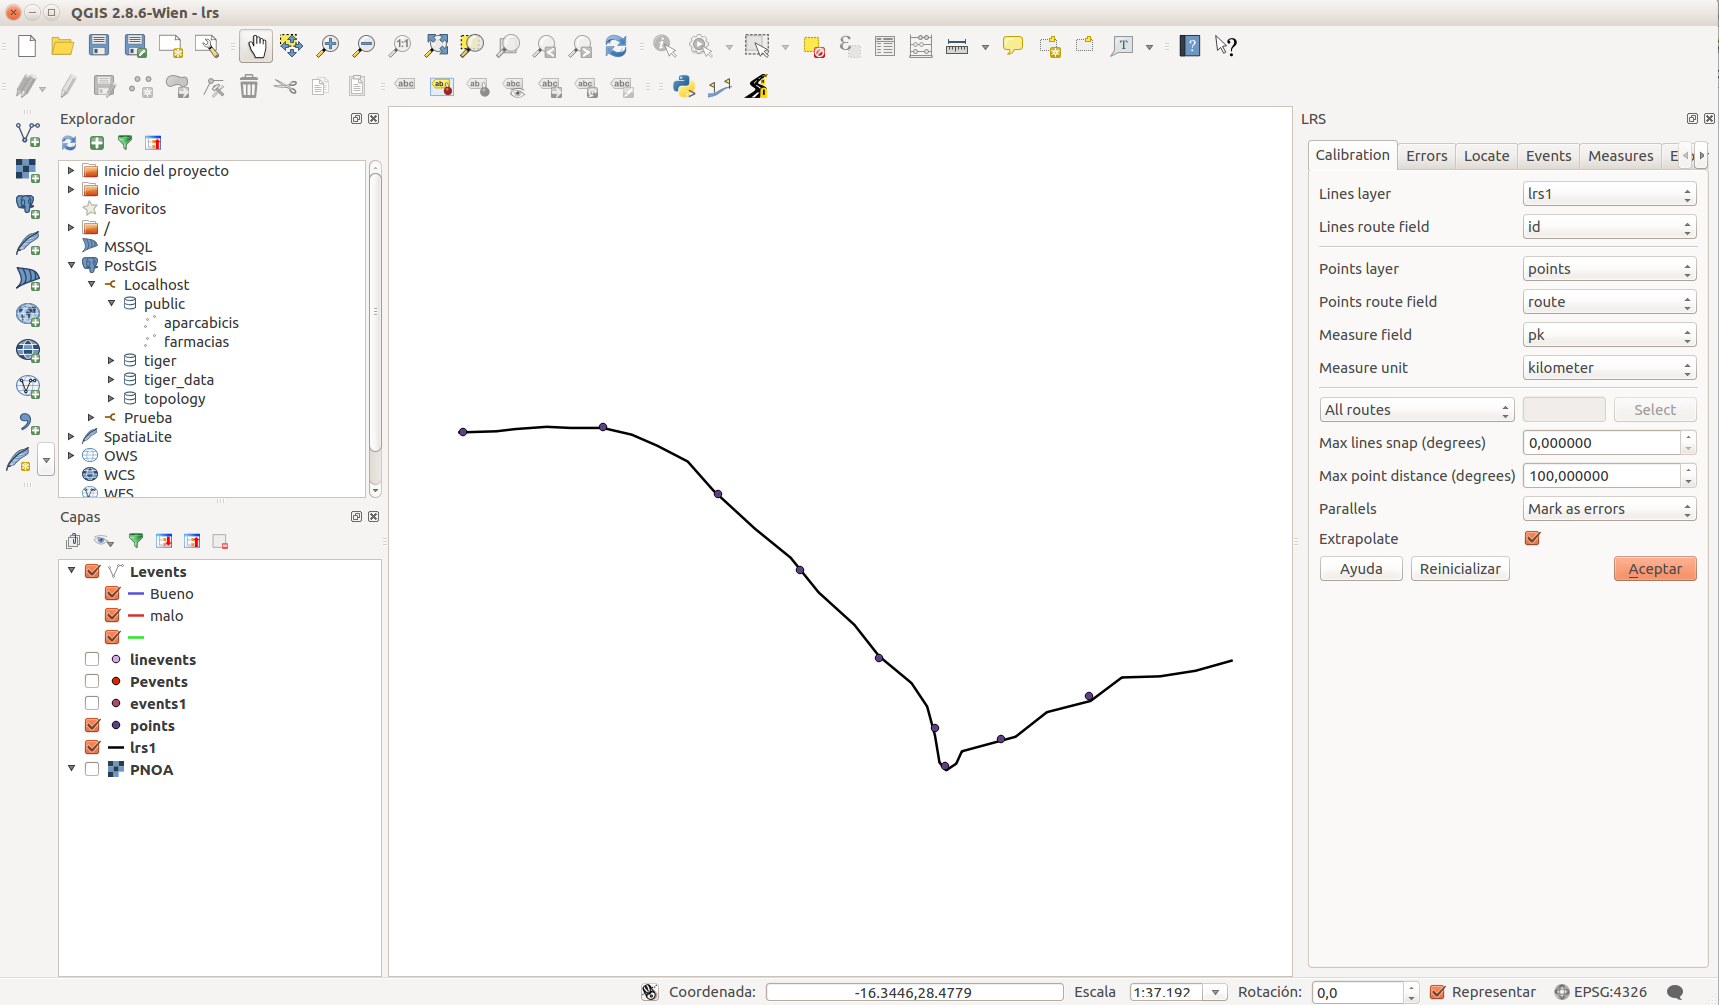 QGIS 2.8.6-Wien - lrs
Explorador
Inicio del proyecto
Inicio
Favoritos
/
MSSQL
PostGIS
Localhost
public
aparcabicis
farmacias
tiger
tiger_data
topology
Prueba
SpatiaLite
OWS
WCS
WFS
Capas
Levents
Bueno
malo
linevents
Pevents
events1
points
lrs1
PNOA
LRS
Calibration Errors Locate Events Measures
Lines layer lrs1
Lines route field id
Points layer points
Points route field route
Measure field pk
Measure unit kilometer
All routes Select
Max lines snap (degrees) 0,000000
Max point distance (degrees) 100,000000
Parallels Mark as errors
Extrapolate
Ayuda Reinicializar Aceptar
Coordenada: -16.3446,28.4779 Escala 1:37.192 Rotación: 0,0 Representar EPSG:4326